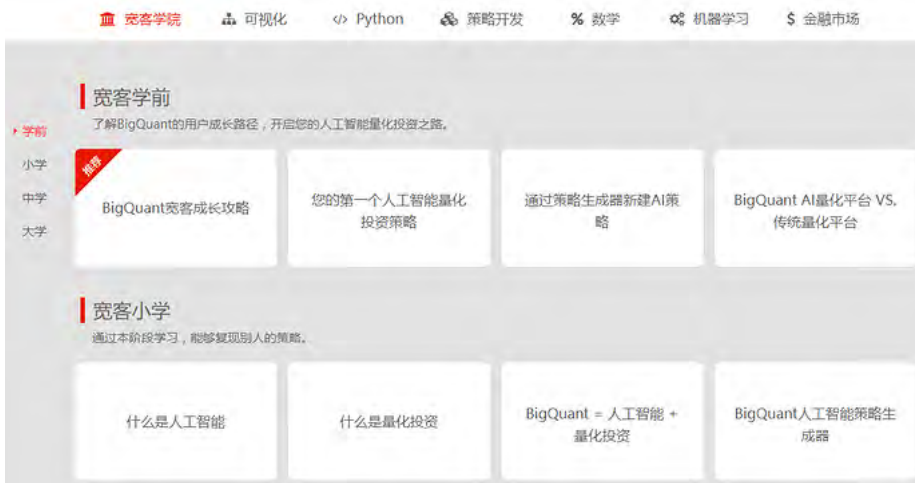 宽客学院 可视化 </> Python 策略开发 % 数学 机器学习 $ 金融市场
学前
小学
中学
大学
宽客学前
了解BigQuant的用户成长路径，开启您的人工智能量化投资之路。
推荐
BigQuant宽客成长攻略
您的第一个人工智能量化
投资策略
通过策略生成器新建AI策
略
BigQuant AI量化平台 VS.
传统量化平台
宽客小学
通过本阶段学习，能够复现别人的策略。
什么是人工智能
什么是量化投资
BigQuant = 人工智能 +
量化投资
BigQuant人工智能策略生
成器